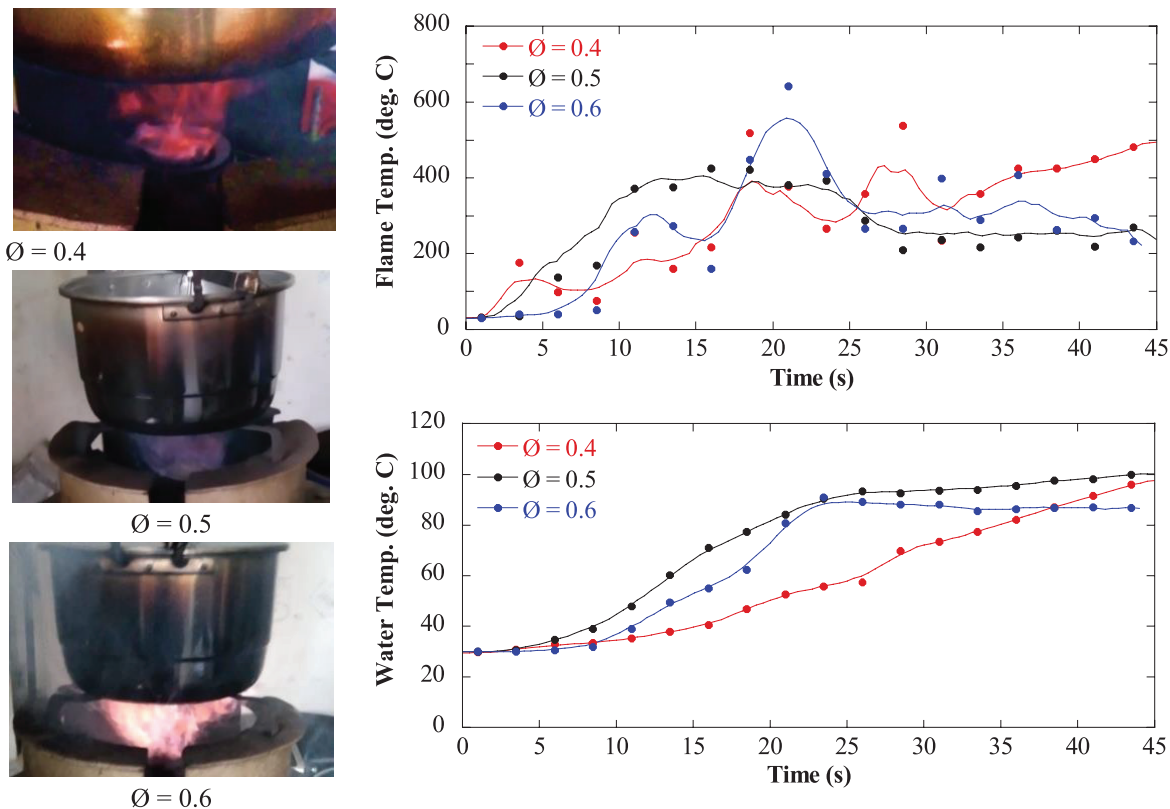 Ø = 0.4
Ø = 0.5
Ø = 0.6
Flame Temp. (deg. C)
800
600
400
200
0
Ø = 0.4
Ø = 0.5
Ø = 0.6
0 5 10 15 20 25 30 35 40 45
Time (s)
Water Temp. (deg. C)
120
100
80
60
40
20
0
Ø = 0.4
Ø = 0.5
Ø = 0.6
0 5 10 15 20 25 30 35 40 45
Time (s)